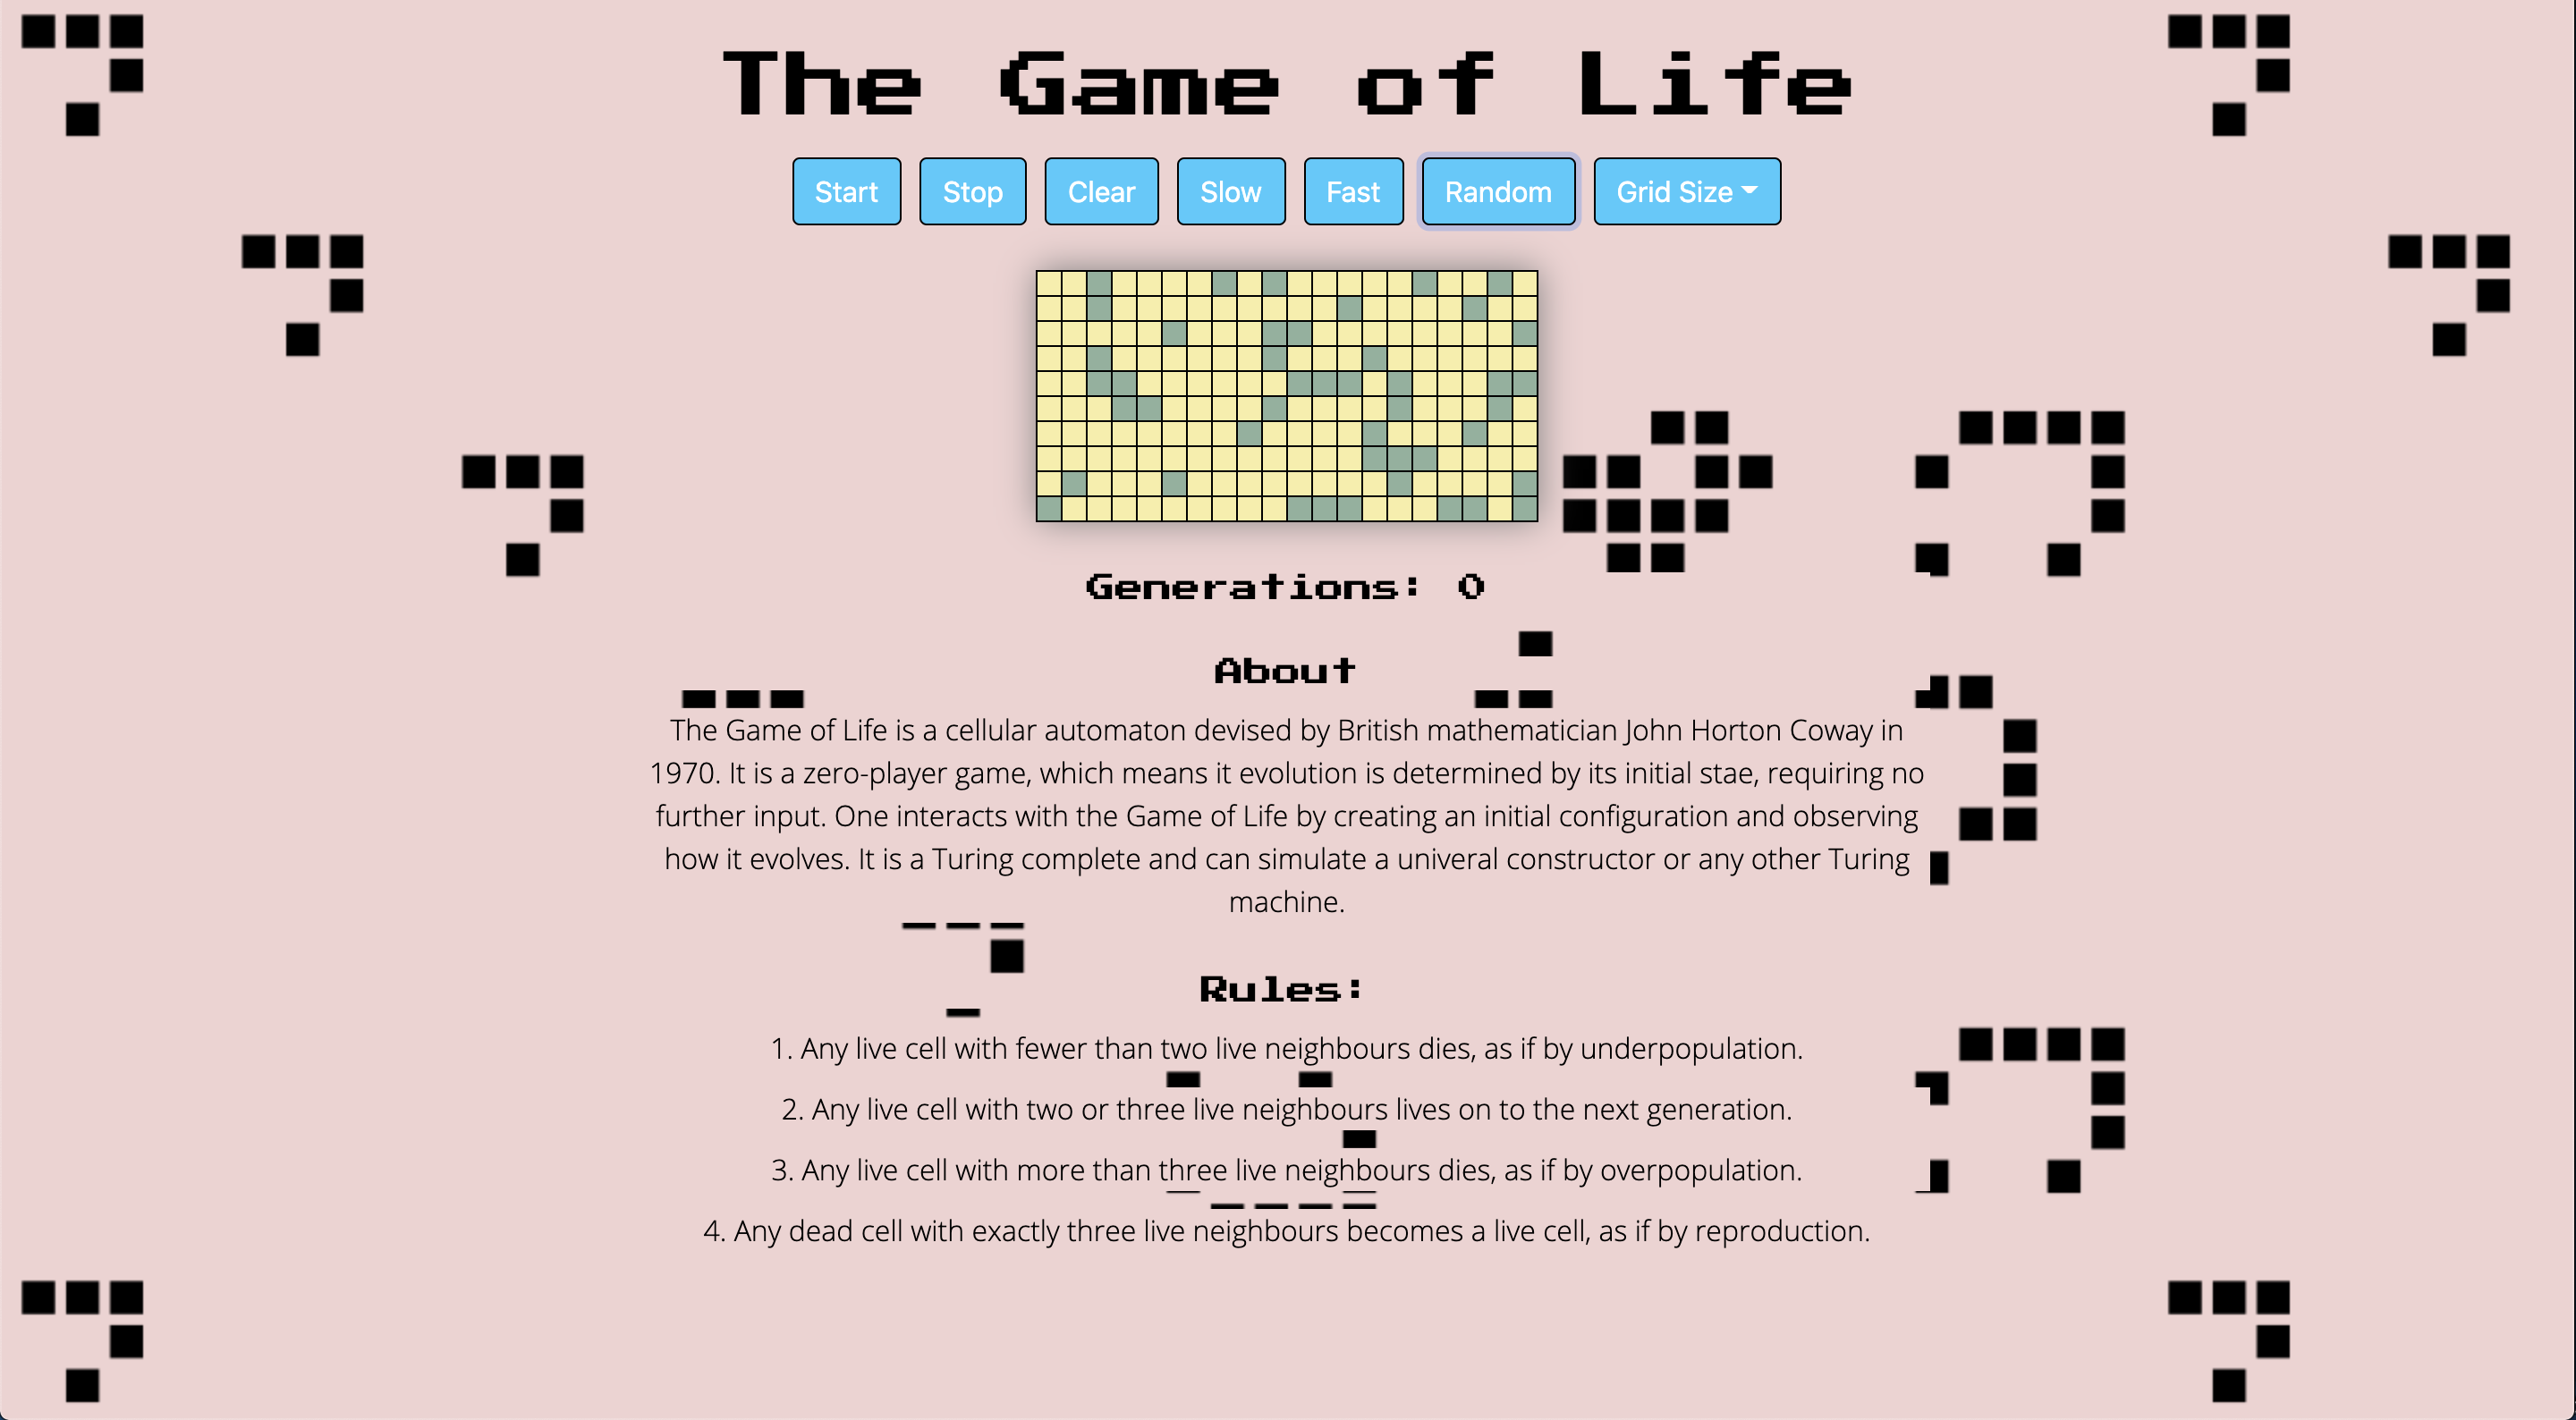 The Game of Life
Start Stop Clear Slow Fast Random Grid Size
Generations: 0
About
The Game of Life is a cellular automaton devised by British mathematician John Horton Coway in
1970. It is a zero-player game, which means it evolution is determined by its initial stae, requiring no
further input. One interacts with the Game of Life by creating an initial configuration and observing
how it evolves. It is a Turing complete and can simulate a univeral constructor or any other Turing
machine.
Rules:
1. Any live cell with fewer than two live neighbours dies, as if by underpopulation.
2. Any live cell with two or three live neighbours lives on to the next generation.
3. Any live cell with more than three live neighbours dies, as if by overpopulation.
4. Any dead cell with exactly three live neighbours becomes a live cell, as if by reproduction.